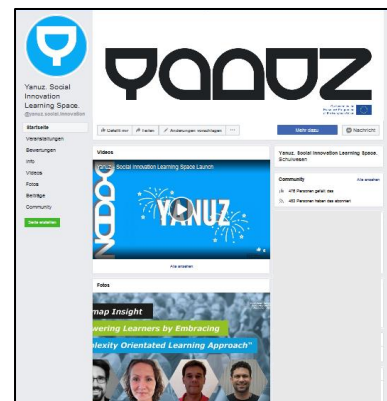 YANUZ
Yanuz. Social
Innovation
Learning Space.
@yanuz.social.innovation
Startseite
Veranstaltungen
Bewertungen
Info
Videos
Fotos
Beiträge
Community
Seite erstellen
Gefällt mir
Teilen
Änderungen vorschlagen
...
Mehr dazu
Nachricht
Videos
Yanuz - Social Innovation Learning Space Launch
YANUZ
6
Alle ansehen
Fotos
map Insight
wering Learners by Embracing
plexity Orientated Learning Approach"
Yanuz. Social Innovation Learning Space.
Schulwesen
Community
Alle ansehen
Personen gefällt das
Personen haben das abonniert